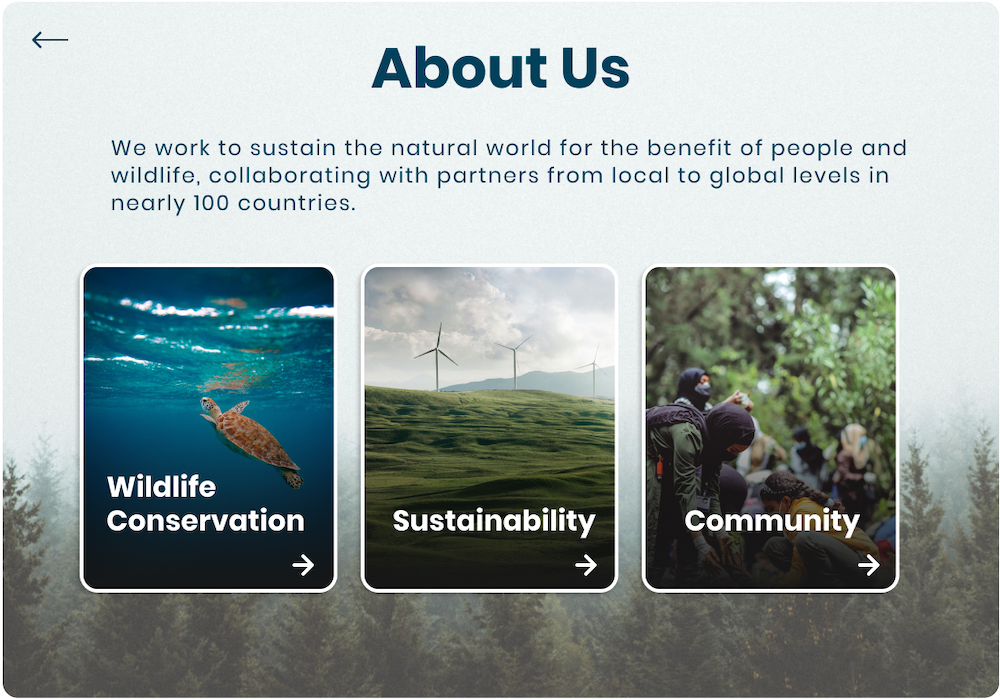 About Us
We work to sustain the natural world for the benefit of people and
wildlife, collaborating with partners from local to global levels in
nearly 100 countries.
Wildlife
Conservation
Sustainability
Community